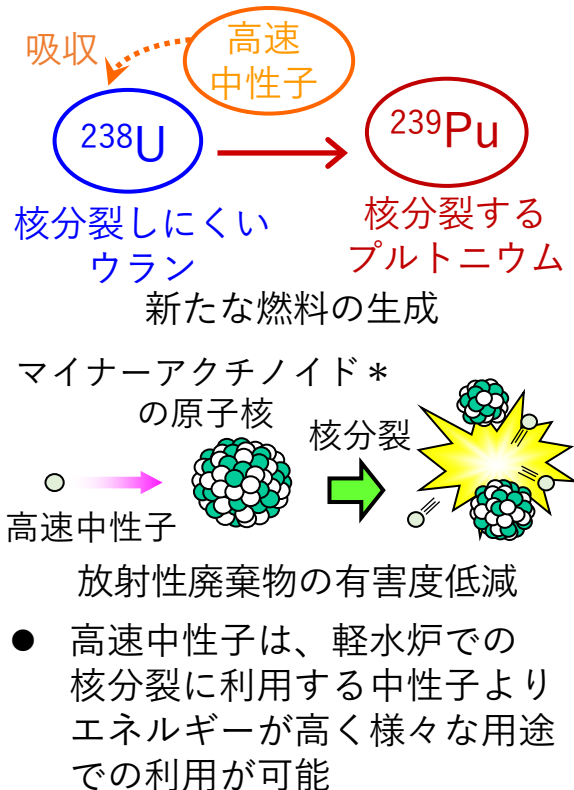 吸収
高速
中性子
238U
239Pu
核分裂しにくい
ウラン
核分裂する
プルトニウム
新たな燃料の生成
マイナーアクチノイド＊
の原子核
核分裂
高速中性子
放射性廃棄物の有害度低減
● 高速中性子は、軽水炉での
核分裂に利用する中性子より
エネルギーが高く様々な用途
での利用が可能